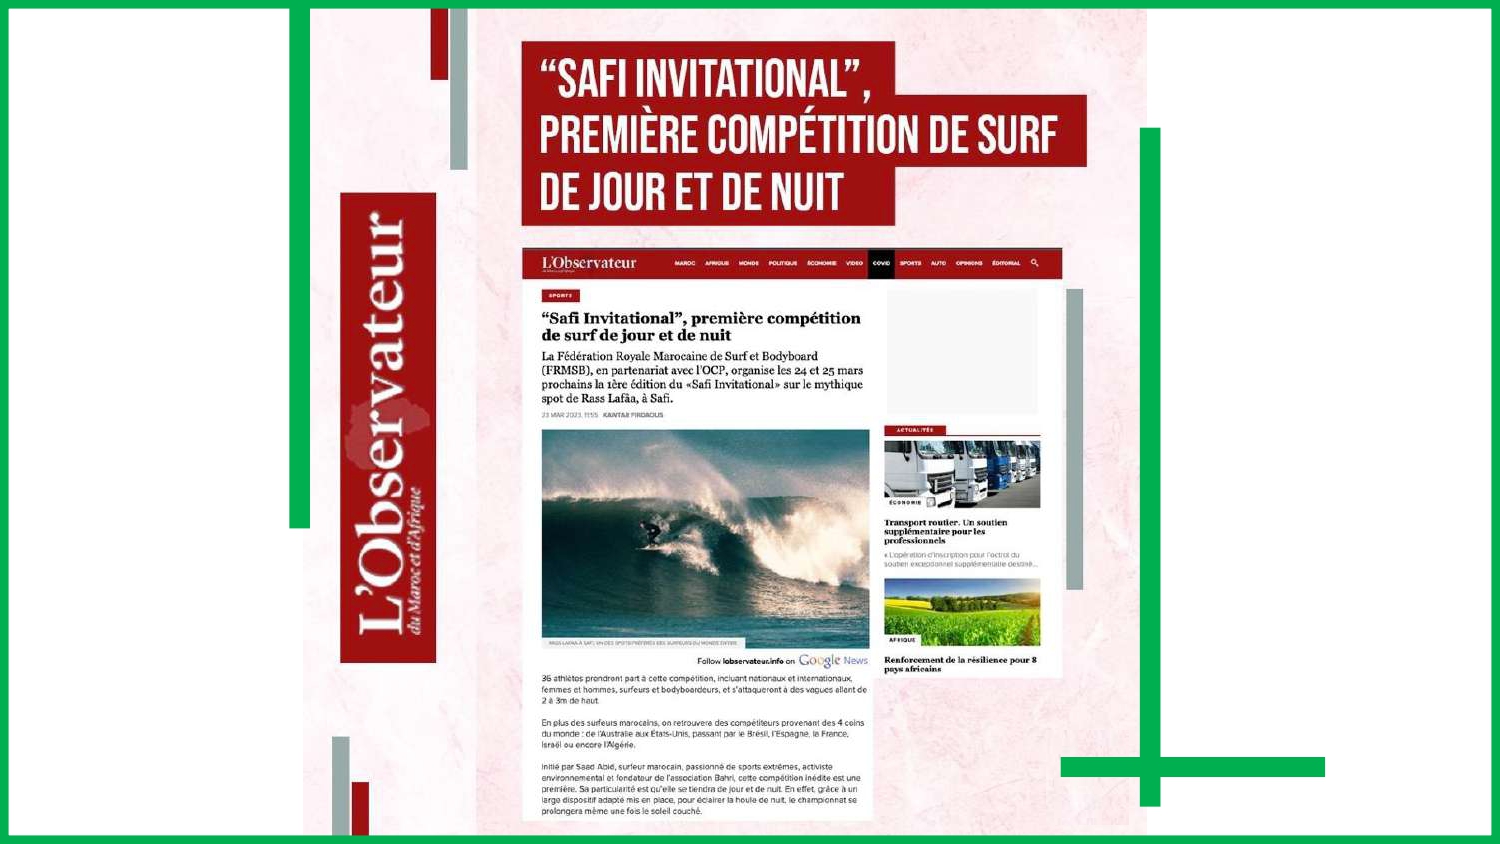 “SAFI INVITATIONAL”,
PREMIÈRE COMPÉTITION DE SURF
DE JOUR ET DE NUIT
L'Observateur
du Maroc et d'Afrique
L'Observateur
MAROC AFRIQUE MONDE POLITIQUE ÉCONOMIE VIDEO COVID SPORTS AUTO OPINIONS ÉDITORIAL
SPORTS
“Safi Invitational”, première compétition
de surf de jour et de nuit
La Fédération Royale Marocaine de Surf et Bodyboard
(FRMSB), en partenariat avec l'OCP, organise les 24 et 25 mars
prochains la 1ère édition du «Safi Invitational» sur le mythique
spot de Rass Lafâa, à Safi.
23 MAR 2023, 11:55 KANTAR FIRDAOUS
RASS LAFÂA À SAFI, UN DES SPOTS PRÉFÉRÉS DES SURFEURS DU MONDE ENTIER.
Follow lobservateur.info on Google News
36 athlètes prendront part à cette compétition, incluant nationaux et internationaux,
femmes et hommes, surfeurs et bodyboardeurs, et s'attaqueront à des vagues allant de
2 à 3m de haut.
En plus des surfeurs marocains, on retrouvera des compétiteurs provenant des 4 coins
du monde : de l'Australie aux États-Unis, passant par le Brésil, l'Espagne, la France,
Israël ou encore l'Algérie.
Initié par Saad Abid, surfeur marocain, passionné de sports extrêmes, activiste
environnemental et fondateur de l'association Bahri, cette compétition inédite est une
première. Sa particularité est qu'elle se tiendra de jour et de nuit. En effet, grâce à un
large dispositif adapté mis en place, pour éclairer la houle de nuit, le championnat se
prolongera même une fois le soleil couché.
ACTUALITÉS
ÉCONOMIE
Transport routier. Un soutien
supplémentaire pour les
professionnels
« L'opération d'inscription pour l'octroi du
soutien exceptionnel supplémentaire destiné...
AFRIQUE
Renforcement de la résilience pour 8
pays africains